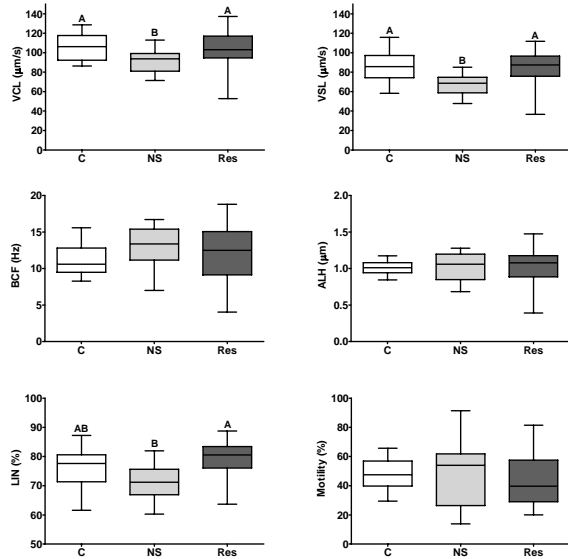 VCL (µm/s)
140
120
100
80
60
40
20
0
A
B
A
C NS Res
VSL (µm/s)
140
120
100
80
60
40
20
0
A
B
A
C NS Res
BCF (Hz)
20
15
10
5
0
C NS Res
ALH (µm)
2.0
1.5
1.0
0.5
0.0
C NS Res
LIN (%)
100
90
80
70
60
50
AB
B
A
C NS Res
Motility (%)
100
80
60
40
20
0
C NS Res